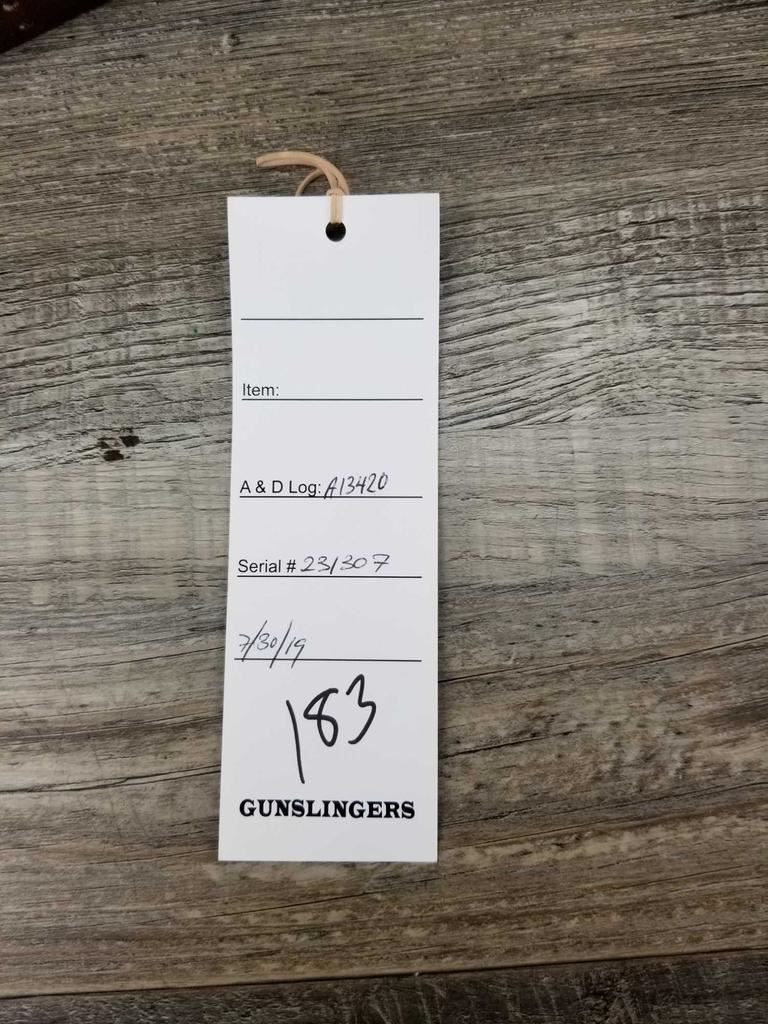 Item:
A & D Log: A13420
Serial # 231307
7/30/19
183
GUNSLINGERS